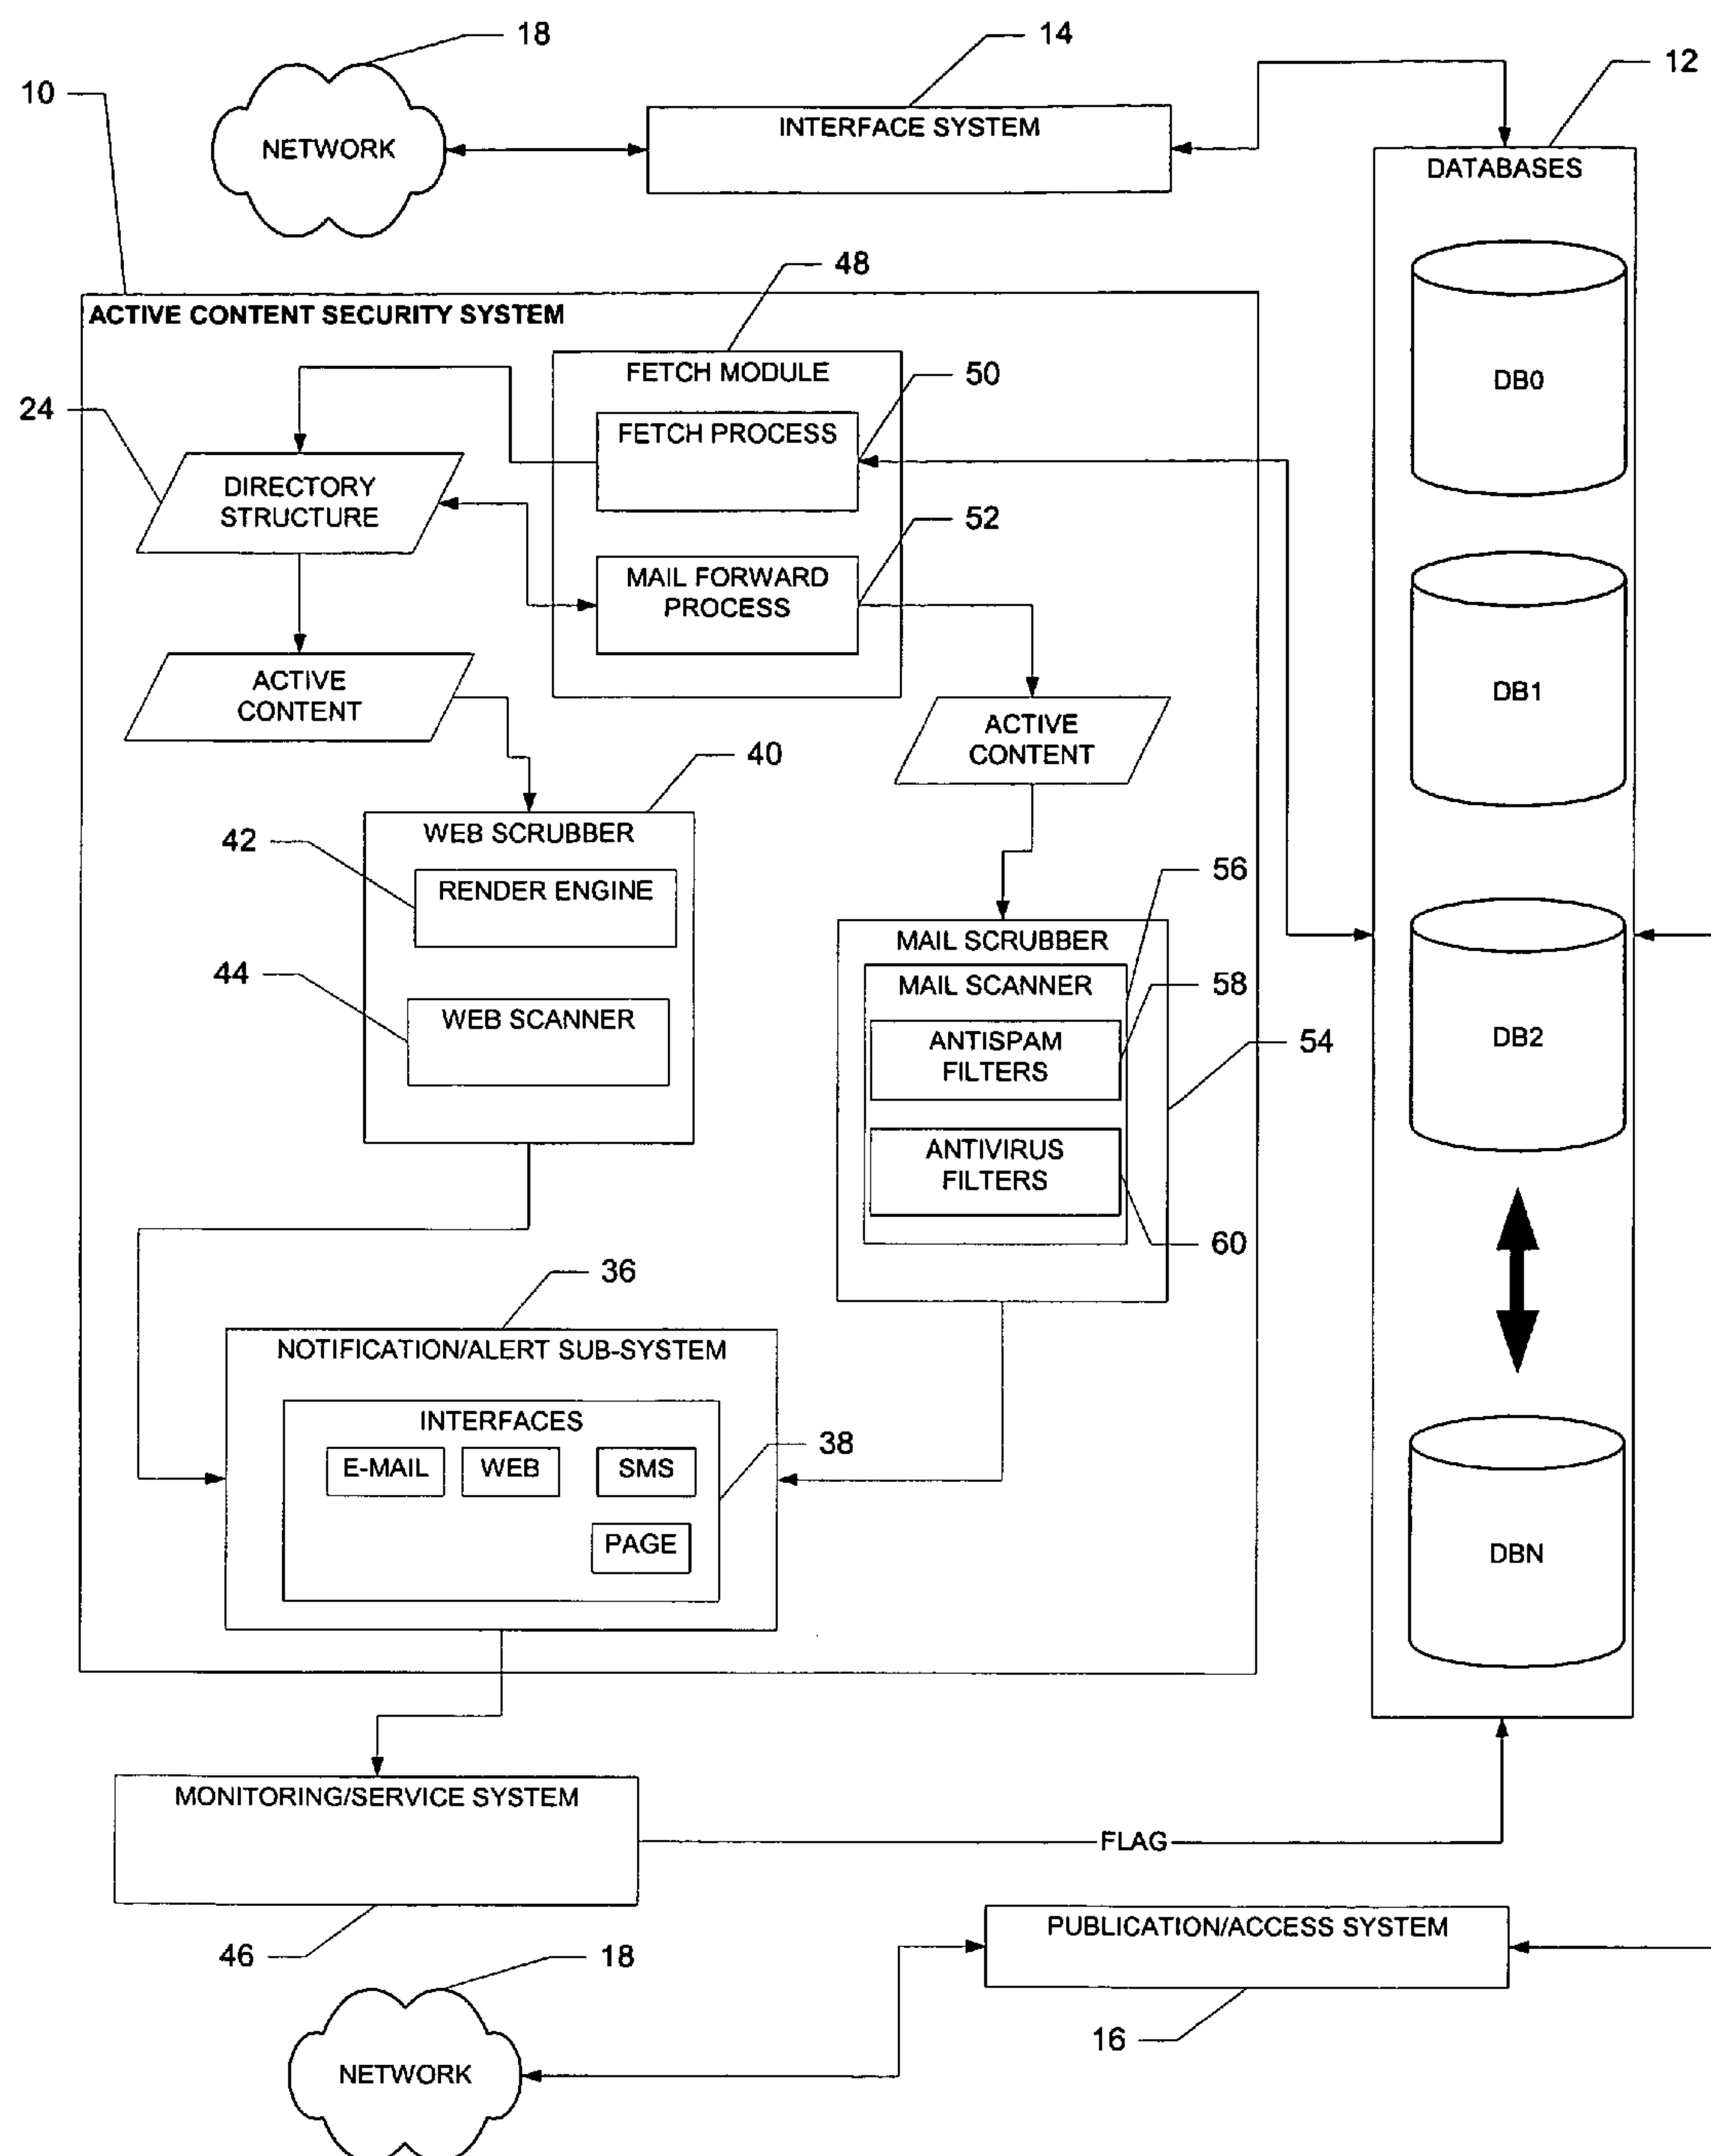 18
14
12
10
NETWORK
INTERFACE SYSTEM
DATABASES
48
ACTIVE CONTENT SECURITY SYSTEM
FETCH MODULE
50
24
FETCH PROCESS
DB0
DIRECTORY
STRUCTURE
52
MAIL FORWARD
PROCESS
ACTIVE
CONTENT
DB1
ACTIVE
CONTENT
40
WEB SCRUBBER
42
RENDER ENGINE
56
MAIL SCRUBBER
44
MAIL SCANNER
58
WEB SCANNER
ANTISPAM
FILTERS
54
DB2
ANTIVIRUS
FILTERS
60
36
NOTIFICATION/ALERT SUB-SYSTEM
INTERFACES
38
E-MAIL
WEB
SMS
PAGE
DBN
MONITORING/SERVICE SYSTEM
FLAG
46
PUBLICATION/ACCESS SYSTEM
18
16
NETWORK